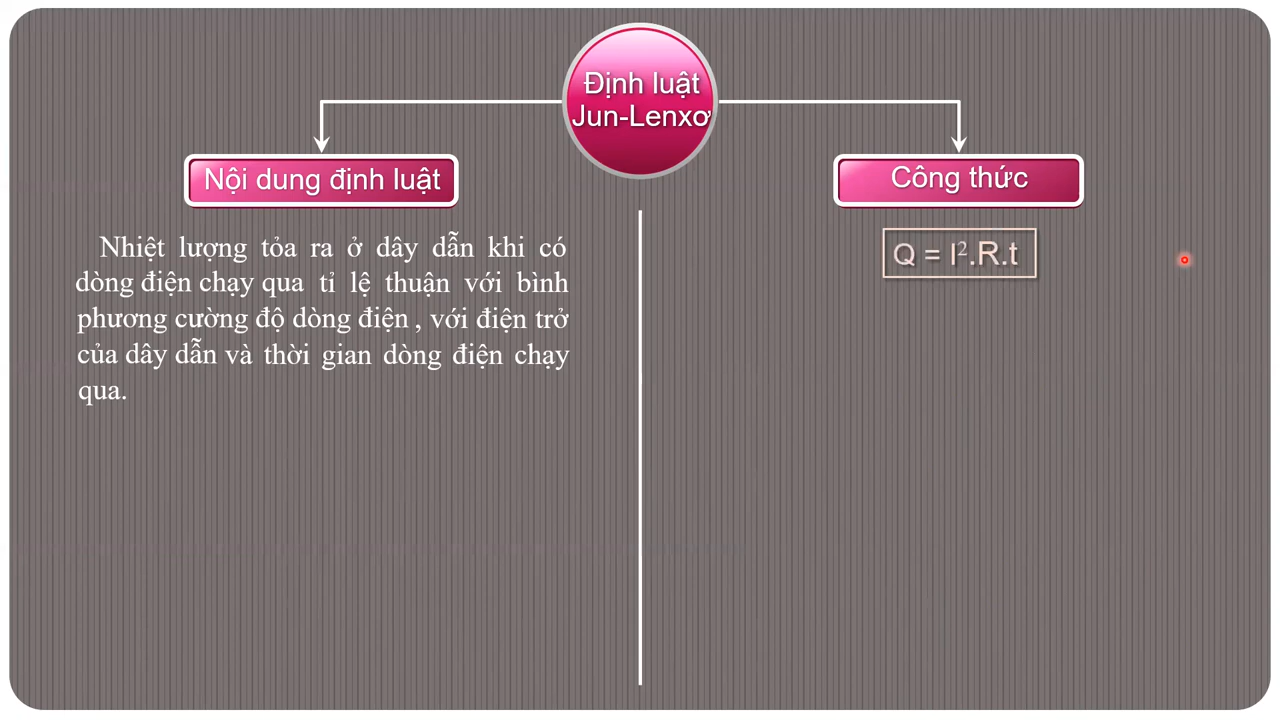 Định luật
Jun-Lenxơ
Nội dung định luật
Nhiệt lượng tỏa ra ở dây dẫn khi có
dòng điện chạy qua tỉ lệ thuận với bình
phương cường độ dòng điện , với điện trở
của dây dẫn và thời gian dòng điện chạy
qua.
Công thức
Q = I².R.t